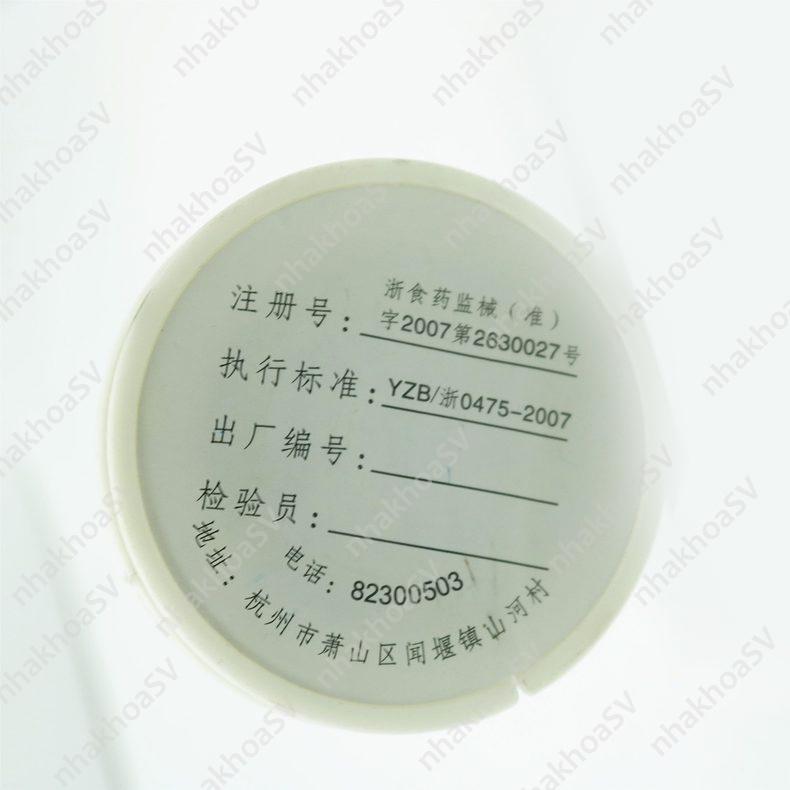 注册号：浙食药监械（准）
字2007第2630027号
执行标准：YZB/浙0475-2007
出厂编号：
检验员：
电话：82300503
地址：杭州市萧山区闻堰镇山河村
nhakhoaSV